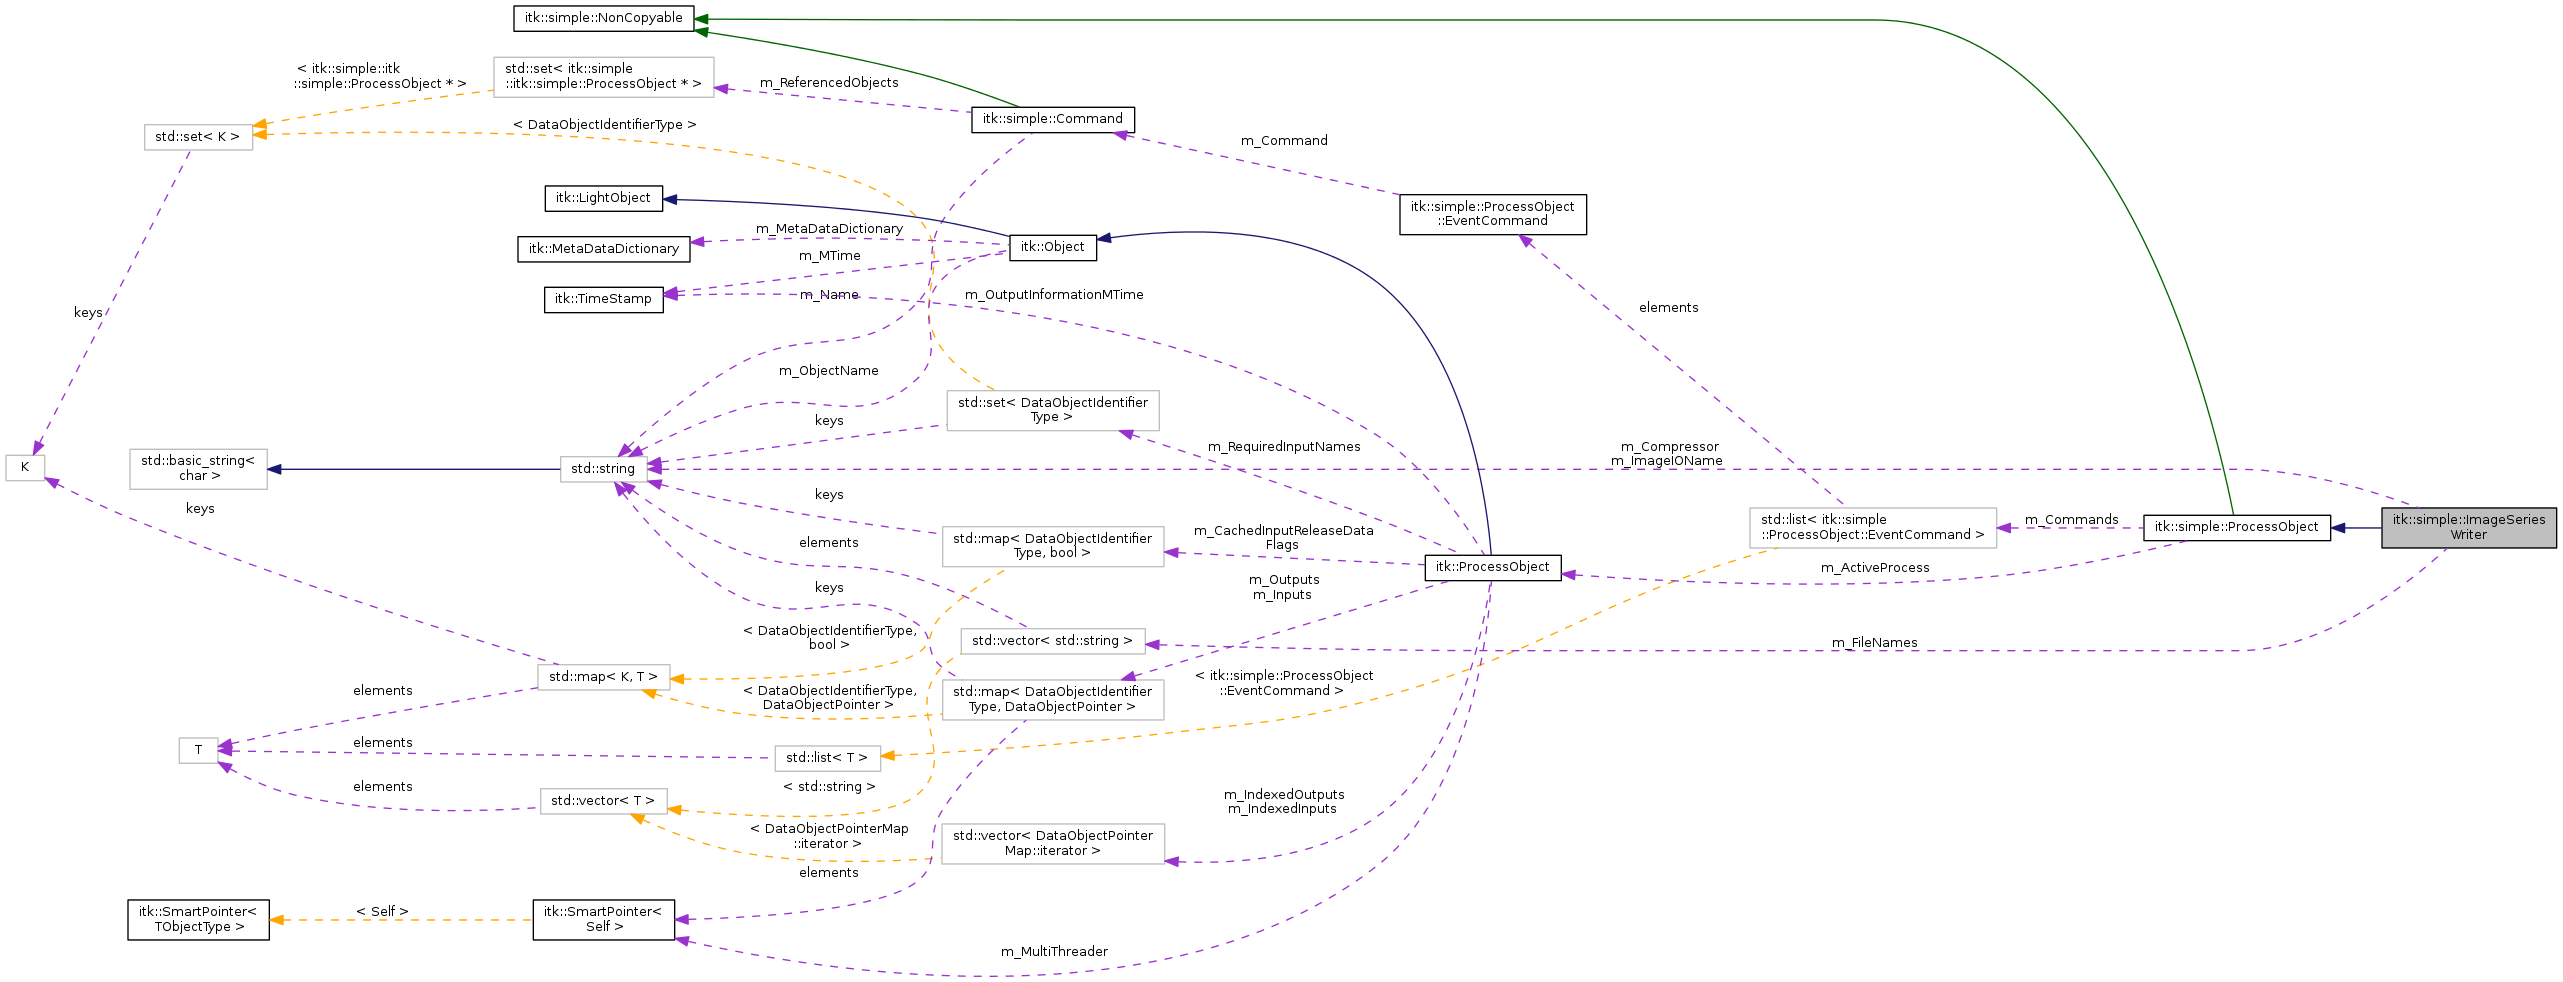 itk::simple::NonCopyable
< itk::simple::itk
::simple::ProcessObject * >
std::set< itk::simple
::itk::simple::ProcessObject * >
m_ReferencedObjects
itk::simple::Command
std::set< K >
< DataObjectIdentifierType >
m_Command
itk::LightObject
itk::simple::ProcessObject
::EventCommand
m_MetaDataDictionary
itk::MetaDataDictionary
itk::Object
m_MTime
itk::TimeStamp
m_Name
m_OutputInformationMTime
keys
elements
m_ObjectName
std::set< DataObjectIdentifier
Type >
keys
m_RequiredInputNames
m_Compressor
m_ImageIOName
K
std::basic_string<
char >
std::string
keys
keys
std::map< DataObjectIdentifier
Type, bool >
m_CachedInputReleaseData
Flags
std::list< itk::simple
::ProcessObject::EventCommand >
m_Commands
itk::simple::ProcessObject
itk::simple::ImageSeries
Writer
elements
itk::ProcessObject
m_ActiveProcess
keys
m_Outputs
m_Inputs
< DataObjectIdentifierType,
bool >
std::vector< std::string >
m_FileNames
std::map< K, T >
elements
< DataObjectIdentifierType,
DataObjectPointer >
std::map< DataObjectIdentifier
Type, DataObjectPointer >
< itk::simple::ProcessObject
::EventCommand >
T
elements
std::list< T >
elements
< std::string >
std::vector< T >
m_IndexedOutputs
m_IndexedInputs
< DataObjectPointerMap
::iterator >
std::vector< DataObjectPointer
Map::iterator >
elements
itk::SmartPointer<
TObjectType >
< Self >
itk::SmartPointer<
Self >
m_MultiThreader